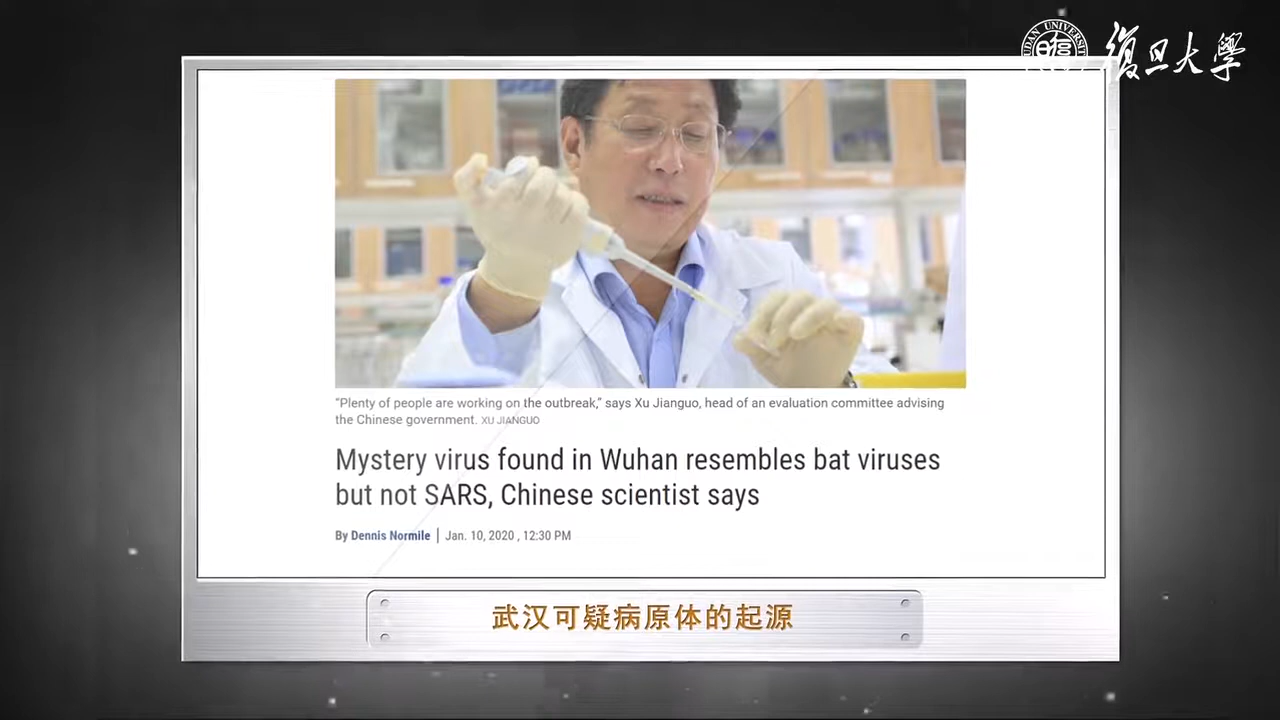 復旦大學
"Plenty of people are working on the outbreak," says Xu Jianguo, head of an evaluation committee advising
the Chinese government. XU JIANGUO
Mystery virus found in Wuhan resembles bat viruses
but not SARS, Chinese scientist says
By Dennis Normile | Jan. 10, 2020 , 12:30 PM
武汉可疑病原体的起源